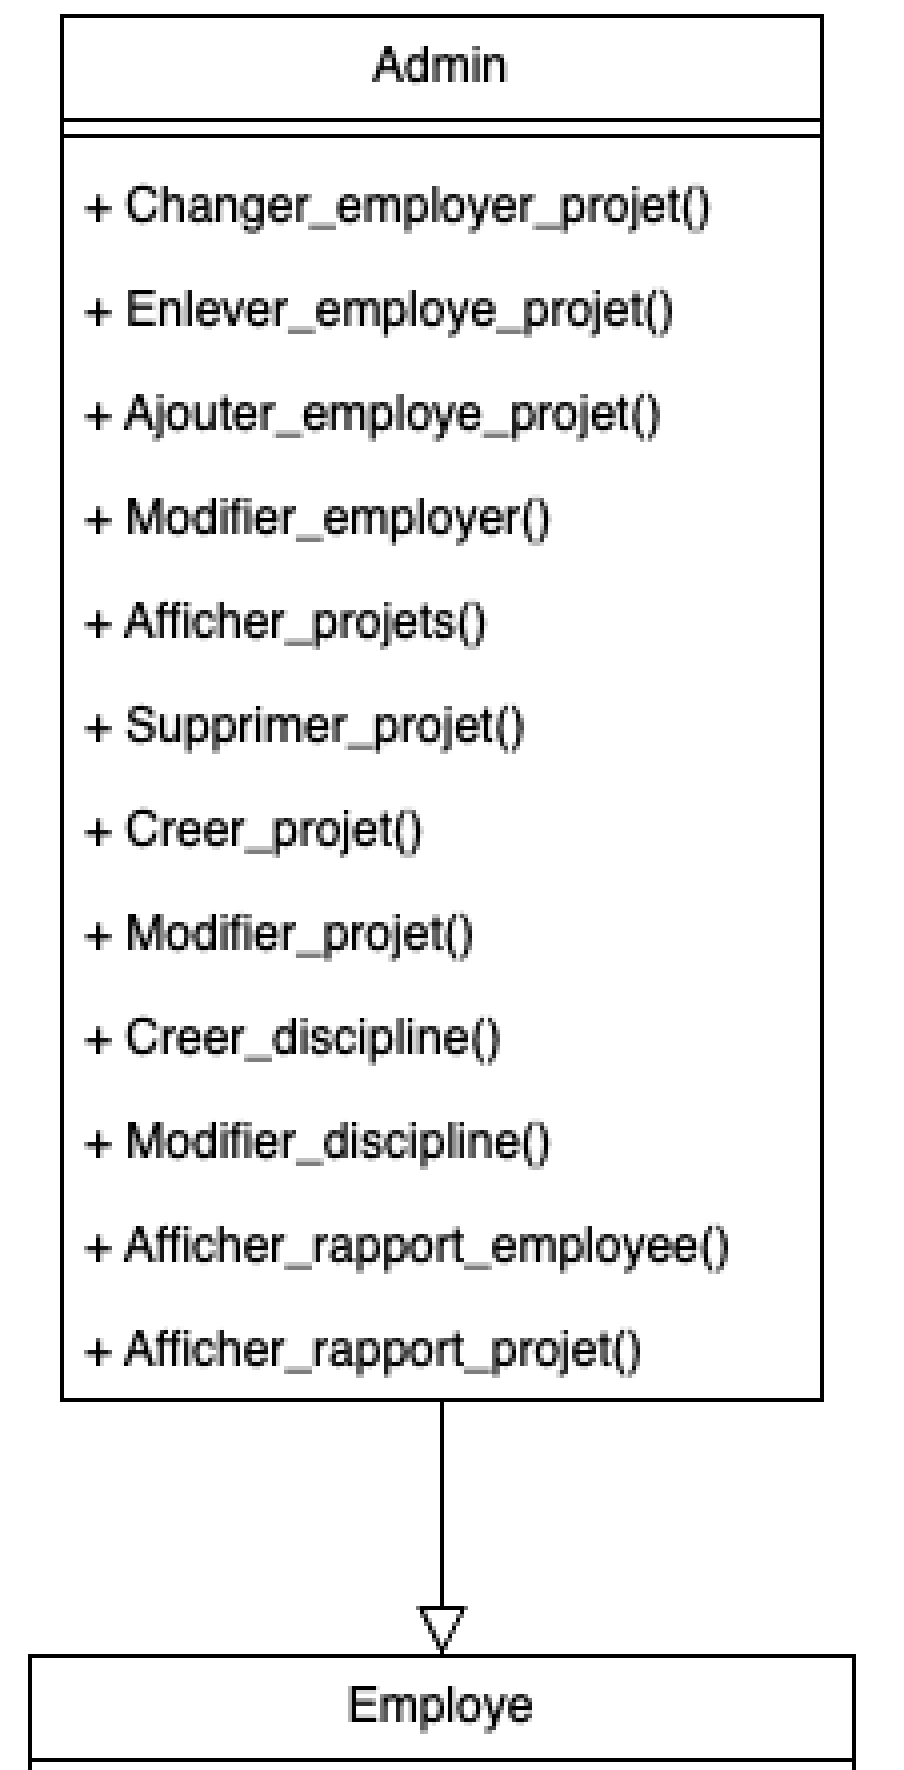 Admin
+ Changer_employer_projet()
+ Enlever_employe_projet()
+ Ajouter_employe_projet()
+ Modifier_employer()
+ Afficher_projets()
+ Supprimer_projet()
+ Creer_projet()
+ Modifier_projet()
+ Creer_discipline()
+ Modifier_discipline()
+ Afficher_rapport_employee()
+ Afficher_rapport_projet()
Employe